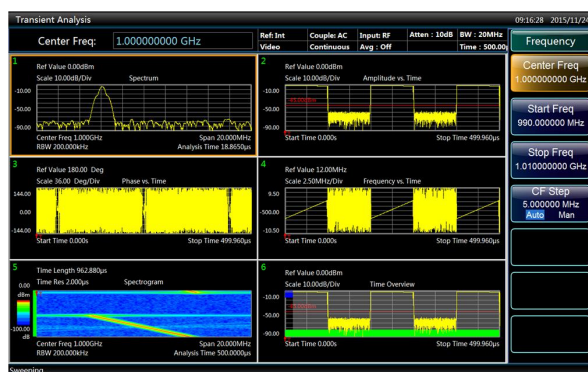 Transient Analysis
09:16:28 2015/11/24
Center Freq: 1.000000000 GHz
Ref: Int Couple: AC Input: RF Atten : 10dB BW : 20MHz
Video Continuous Avg : Off Time : 500.00µ
Frequency
Center Freq
1.000000000 GHz
Start Freq
990.000000 MHz
Stop Freq
1.010000000 GHz
CF Step
5.000000 MHz
Auto Man
1
Ref Value 0.00dBm
Scale 10.00dB/Div Spectrum
-10.00
-50.00
-90.00
Center Freq 1.000GHz Span 20.000MHz
RBW 200.000kHz Analysis Time 18.8650µs
2
Ref Value 0.00dBm
Scale 10.00dB/Div Amplitude vs. Time
-10.00
-50.00
-90.00
Start Time 0.000s Stop Time 499.960µs
3
Ref Value 180.00 Deg
Scale 36.00 Deg/Div Phase vs. Time
144.00
0.00
-144.00
Start Time 0.000s Stop Time 499.960µs
4
Ref Value 12.00MHz
Scale 2.50MHz/Div Frequency vs. Time
9.50
-500.00
-10.50
Start Time 0.000s Stop Time 499.960µs
5
Time Length 962.880µs
Time Res 2.000µs Spectrogram
0.00
dBm
-100.00
dB
Center Freq 1.000GHz Span 20.000MHz
RBW 200.000kHz Analysis Time 500.0000µs
6
Ref Value 0.00dBm
Scale 10.00dB/Div Time Overview
-10.00
-50.00
-90.00
Start Time 0.000s Stop Time 499.960µs
Sweeping